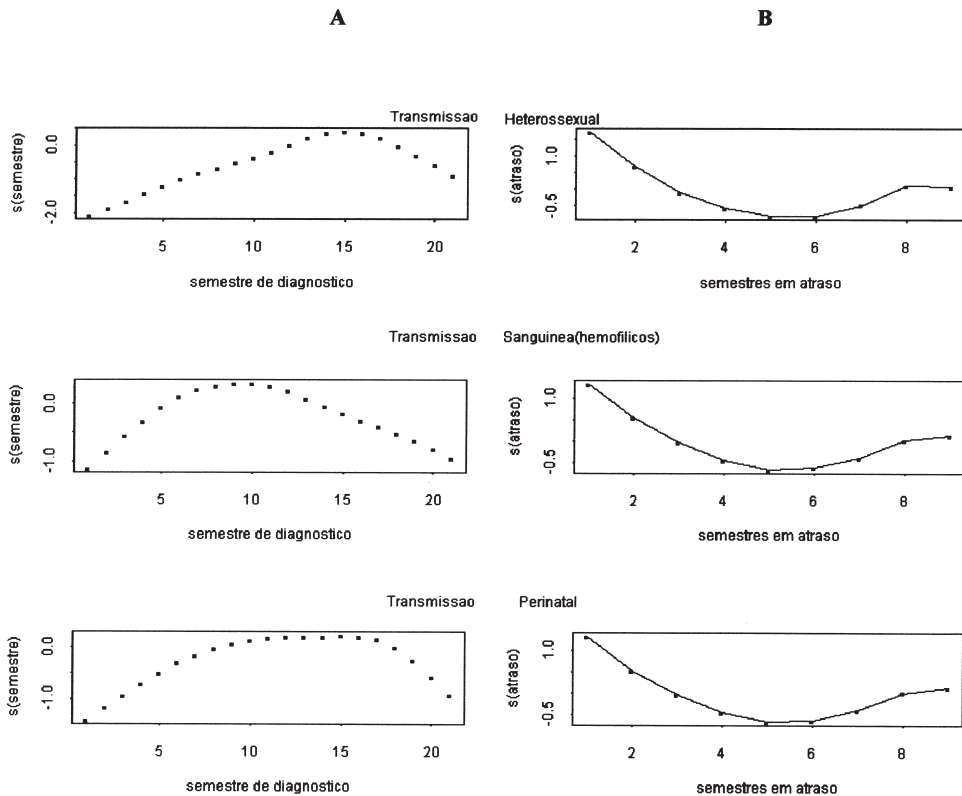 A
B
Transmissao Heterossexual
s(semestre)
0.0
-2.0
5 10 15 20
semestre de diagnostico
s(atraso)
1.0
-0.5
2 4 6 8
semestres em atraso
Transmissao Sanguinea(hemofilicos)
s(semestre)
0.0
-1.0
5 10 15 20
semestre de diagnostico
s(atraso)
1.0
-0.5
2 4 6 8
semestres em atraso
Transmissao Perinatal
s(semestre)
0.0
-1.0
5 10 15 20
semestre de diagnostico
s(atraso)
1.0
-0.5
2 4 6 8
semestres em atraso